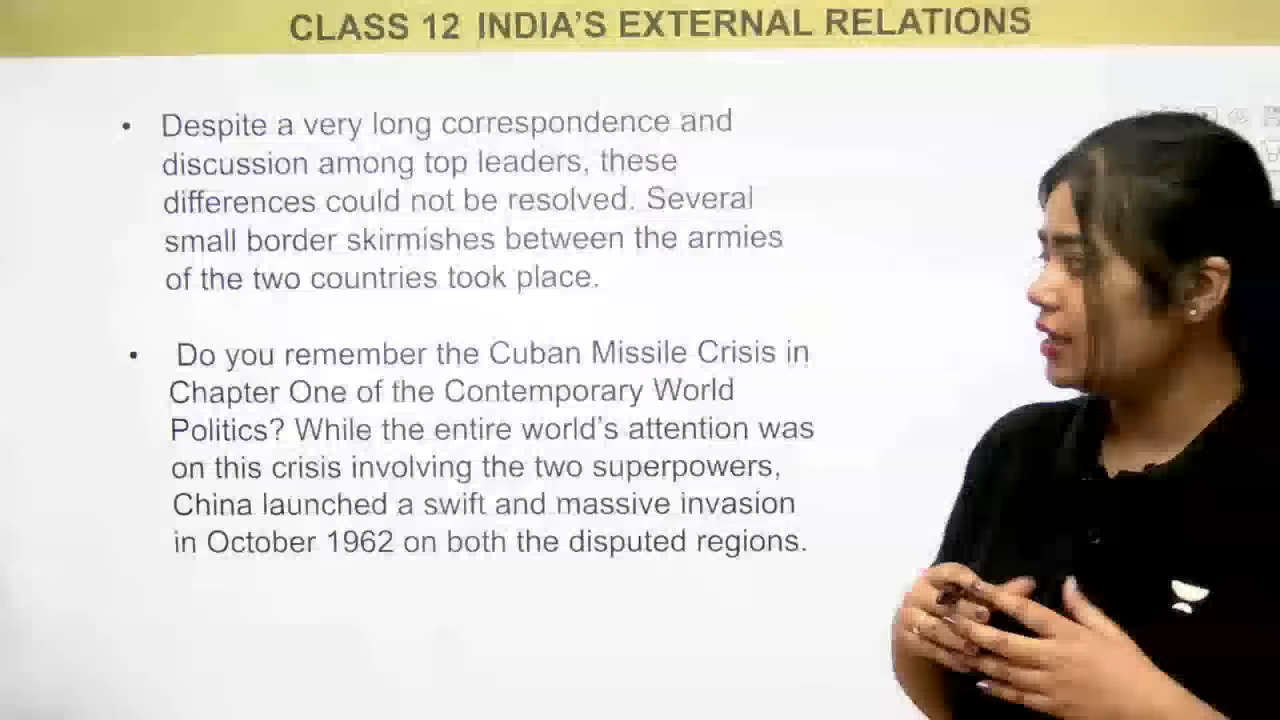 CLASS 12 INDIA'S EXTERNAL RELATIONS
• Despite a very long correspondence and
discussion among top leaders, these
differences could not be resolved. Several
small border skirmishes between the armies
of the two countries took place.
• Do you remember the Cuban Missile Crisis in
Chapter One of the Contemporary World
Politics? While the entire world's attention was
on this crisis involving the two superpowers,
China launched a swift and massive invasion
in October 1962 on both the disputed regions.